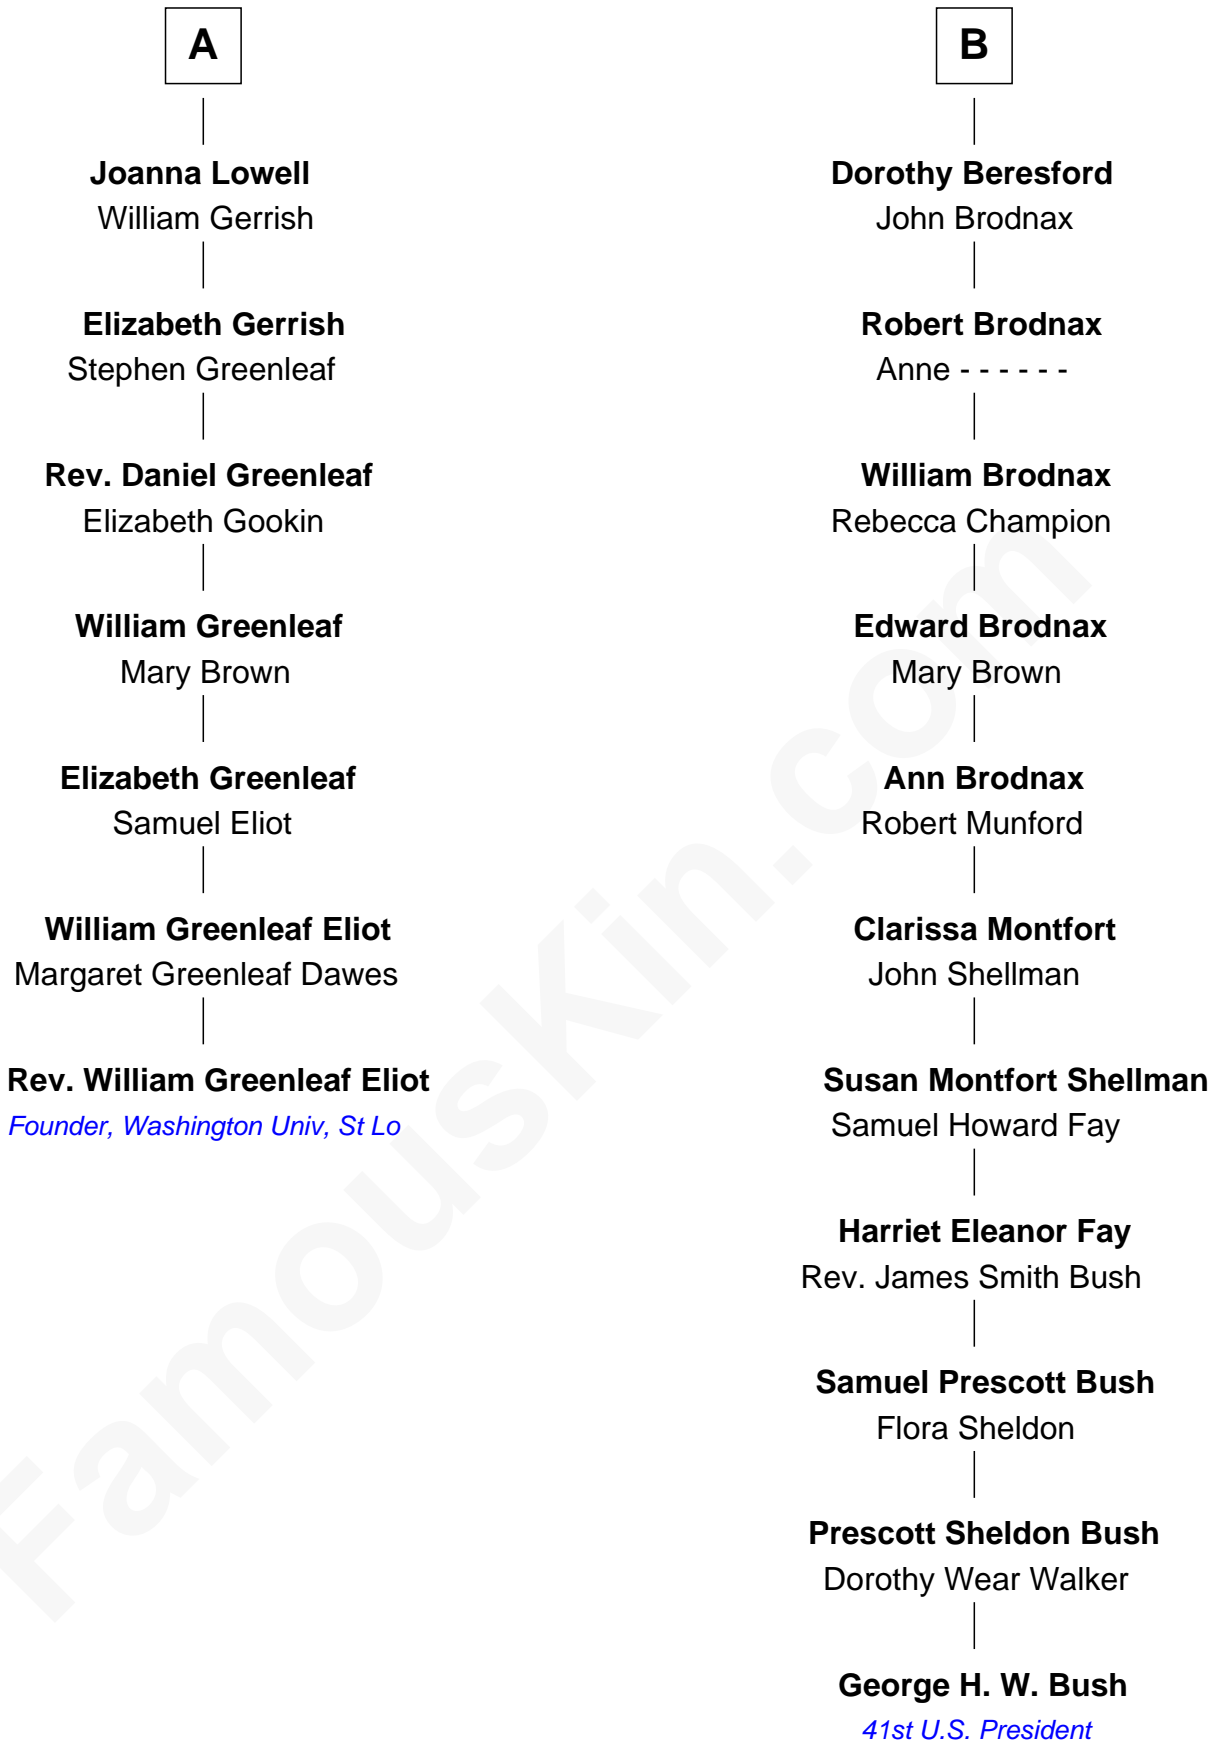 A
Joanna Lowell
William Gerrish
Elizabeth Gerrish
Stephen Greenleaf
Rev. Daniel Greenleaf
Elizabeth Gookin
William Greenleaf
Mary Brown
Elizabeth Greenleaf
Samuel Eliot
William Greenleaf Eliot
Margaret Greenleaf Dawes
Rev. William Greenleaf Eliot
Founder, Washington Univ, St Lo
B
Dorothy Beresford
John Brodnax
Robert Brodnax
Anne - - - - - -
William Brodnax
Rebecca Champion
Edward Brodnax
Mary Brown
Ann Brodnax
Robert Munford
Clarissa Montfort
John Shellman
Susan Montfort Shellman
Samuel Howard Fay
Harriet Eleanor Fay
Rev. James Smith Bush
Samuel Prescott Bush
Flora Sheldon
Prescott Sheldon Bush
Dorothy Wear Walker
George H. W. Bush
41st U.S. President
FamousKin.com